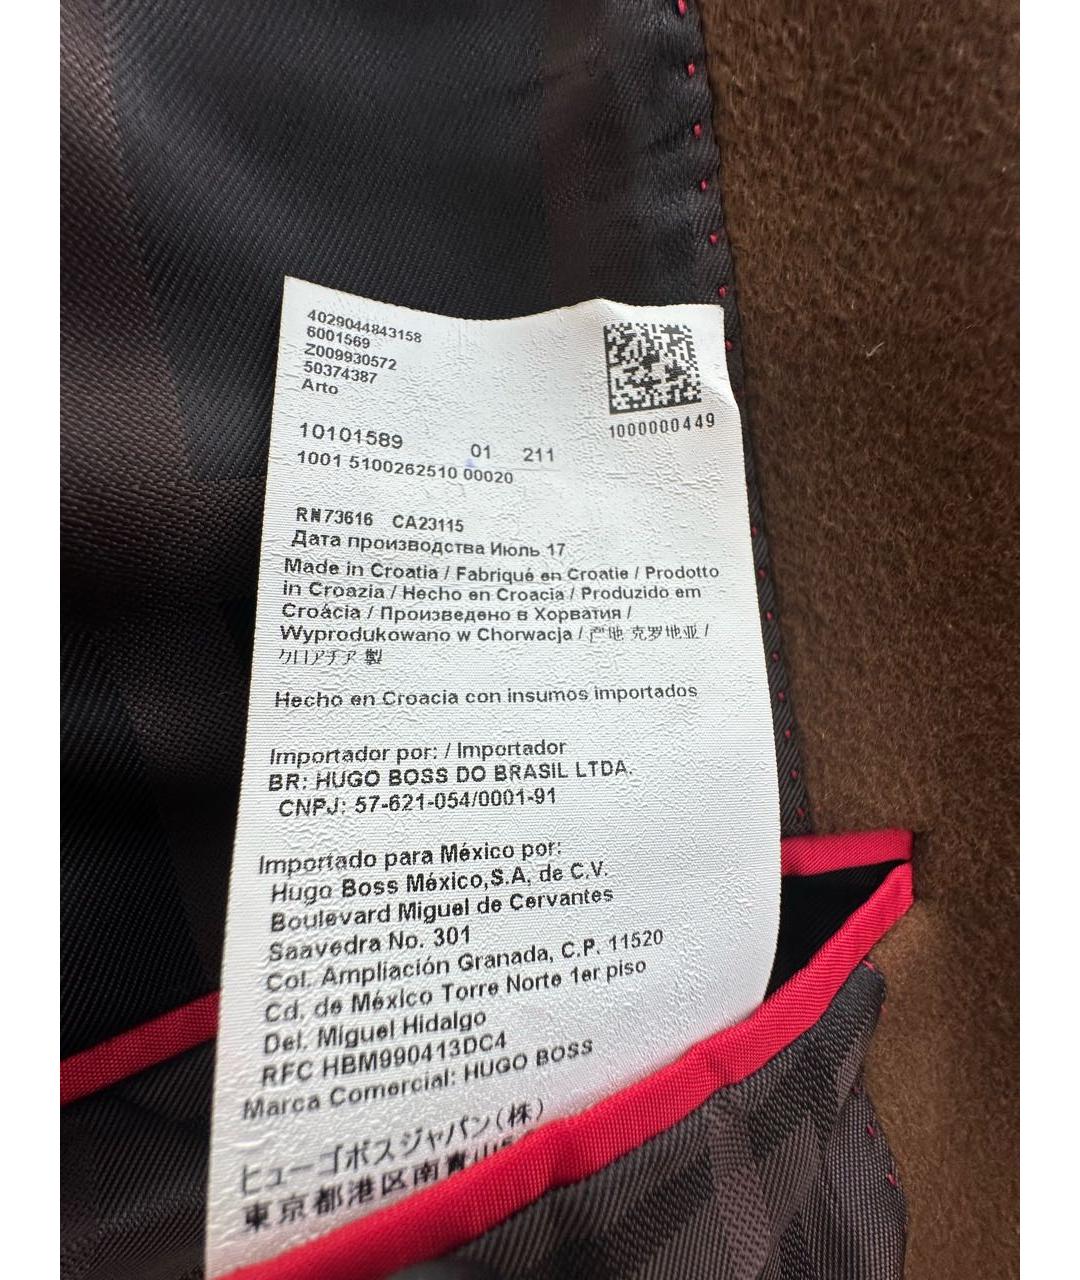 4029044843158
6001569
Z009930572
50374387
Arto
1000000449
10101589 01 211
1001 5100262510 00020
RN73616 CA23115
Дата производства Июль 17
Made in Croatia / Fabriqué en Croatie / Prodotto
in Croazia / Hecho en Croacia / Produzido em
Croácia / Произведено в Хорватия /
Wyprodukowano w Chorwacja / 产地 克罗地亚 /
クロアチア 製
Hecho en Croacia con insumos importados
Importador por: / Importador
BR: HUGO BOSS DO BRASIL LTDA.
CNPJ: 57-621-054/0001-91
Importado para México por:
Hugo Boss México,S.A. de C.V.
Boulevard Miguel de Cervantes
Saavedra No. 301
Col. Ampliación Granada, C.P. 11520
Cd. de México Torre Norte 1er piso
Del. Miguel Hidalgo
RFC HBM990413DC4
Marca Comercial: HUGO BOSS
ヒューゴボスジャパン(株)
東京都港区南青山